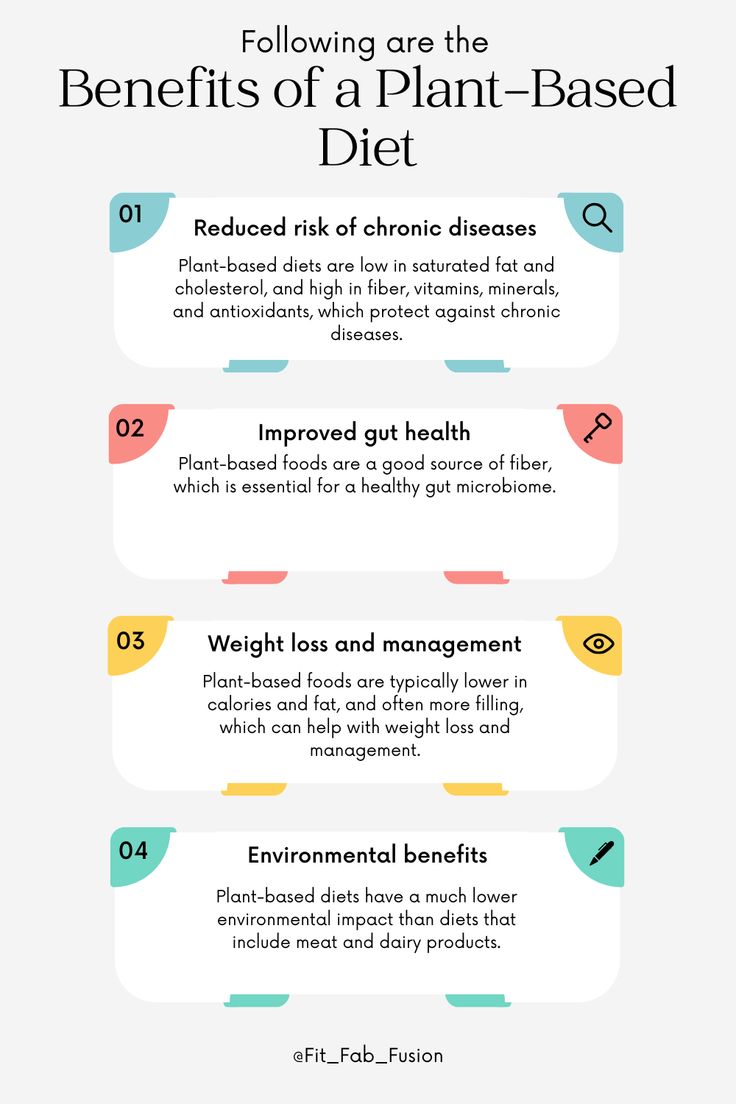 Following are the
Benefits of a Plant-Based
Diet
01
Reduced risk of chronic diseases
Plant-based diets are low in saturated fat and
cholesterol, and high in fiber, vitamins, minerals,
and antioxidants, which protect against chronic
diseases.
02
Improved gut health
Plant-based foods are a good source of fiber,
which is essential for a healthy gut microbiome.
03
Weight loss and management
Plant-based foods are typically lower in
calories and fat, and often more filling,
which can help with weight loss and
management.
04
Environmental benefits
Plant-based diets have a much lower
environmental impact than diets that
include meat and dairy products.
@Fit_Fab_Fusion